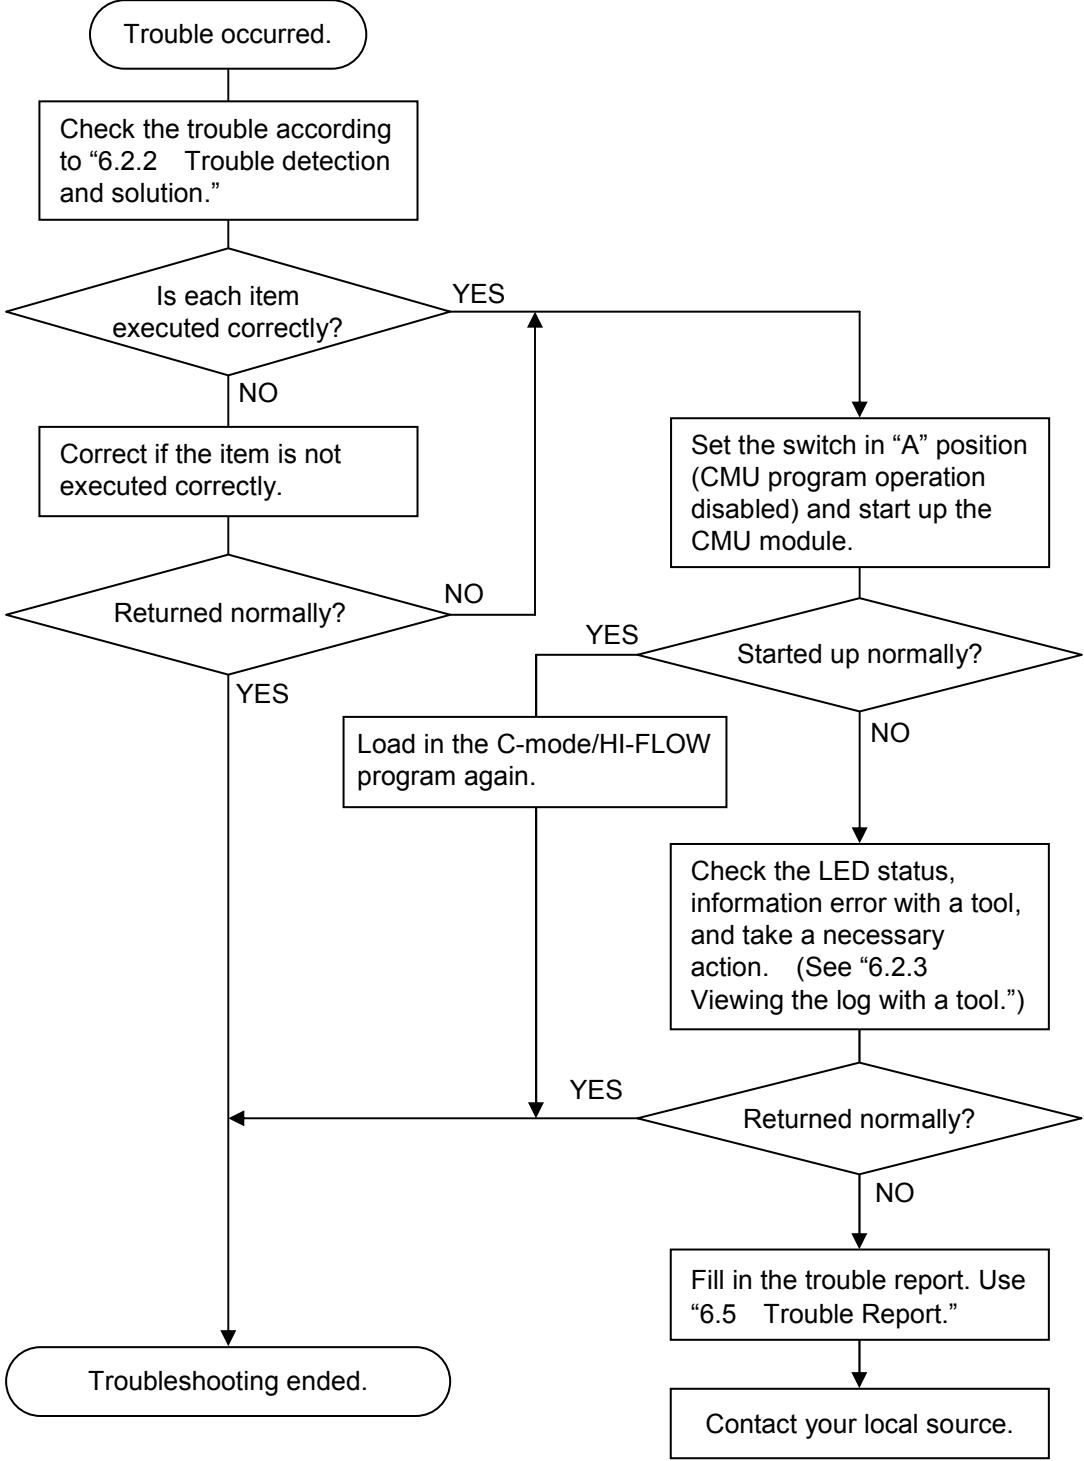 Trouble occurred.
Check the trouble according
to “6.2.2 Trouble detection
and solution.”
Is each item
executed correctly?
YES
NO
Correct if the item is not
executed correctly.
Returned normally?
NO
YES
Set the switch in “A” position
(CMU program operation
disabled) and start up the
CMU module.
Started up normally?
YES
NO
Load in the C-mode/HI-FLOW
program again.
Check the LED status,
information error with a tool,
and take a necessary
action. (See “6.2.3
Viewing the log with a tool.”)
Returned normally?
YES
NO
Fill in the trouble report. Use
“6.5 Trouble Report.”
Troubleshooting ended.
Contact your local source.